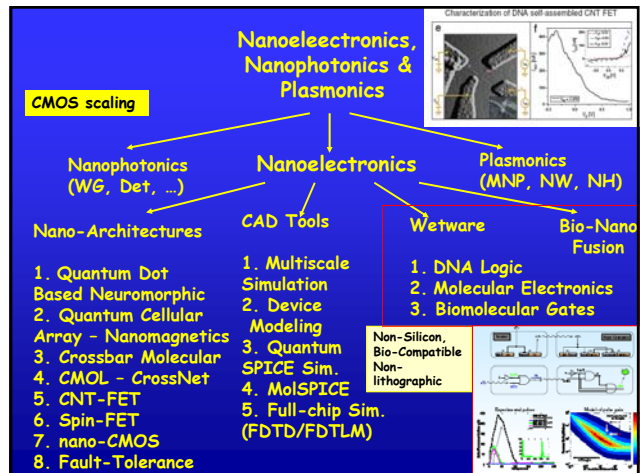 Characterization of DNA self-assembled CNT FET
e
f
Nanoeleectronics,
Nanophotonics &
Plasmonics
CMOS scaling
Nanophotonics
(WG, Det, …)
Nanoelectronics
Plasmonics
(MNP, NW, NH)
Nano-Architectures
1. Quantum Dot
Based Neuromorphic
2. Quantum Cellular
Array – Nanomagnetics
3. Crossbar Molecular
4. CMOL – CrossNet
5. CNT-FET
6. Spin-FET
7. nano-CMOS
8. Fault-Tolerance
CAD Tools
1. Multiscale
Simulation
2. Device
Modeling
3. Quantum
SPICE Sim.
4. MolSPICE
5. Full-chip Sim.
(FDTD/FDTLM)
Wetware
1. DNA Logic
2. Molecular Electronics
3. Biomolecular Gates
Bio-Nano
Fusion
Non-Silicon,
Bio-Compatible
Non-
lithographic